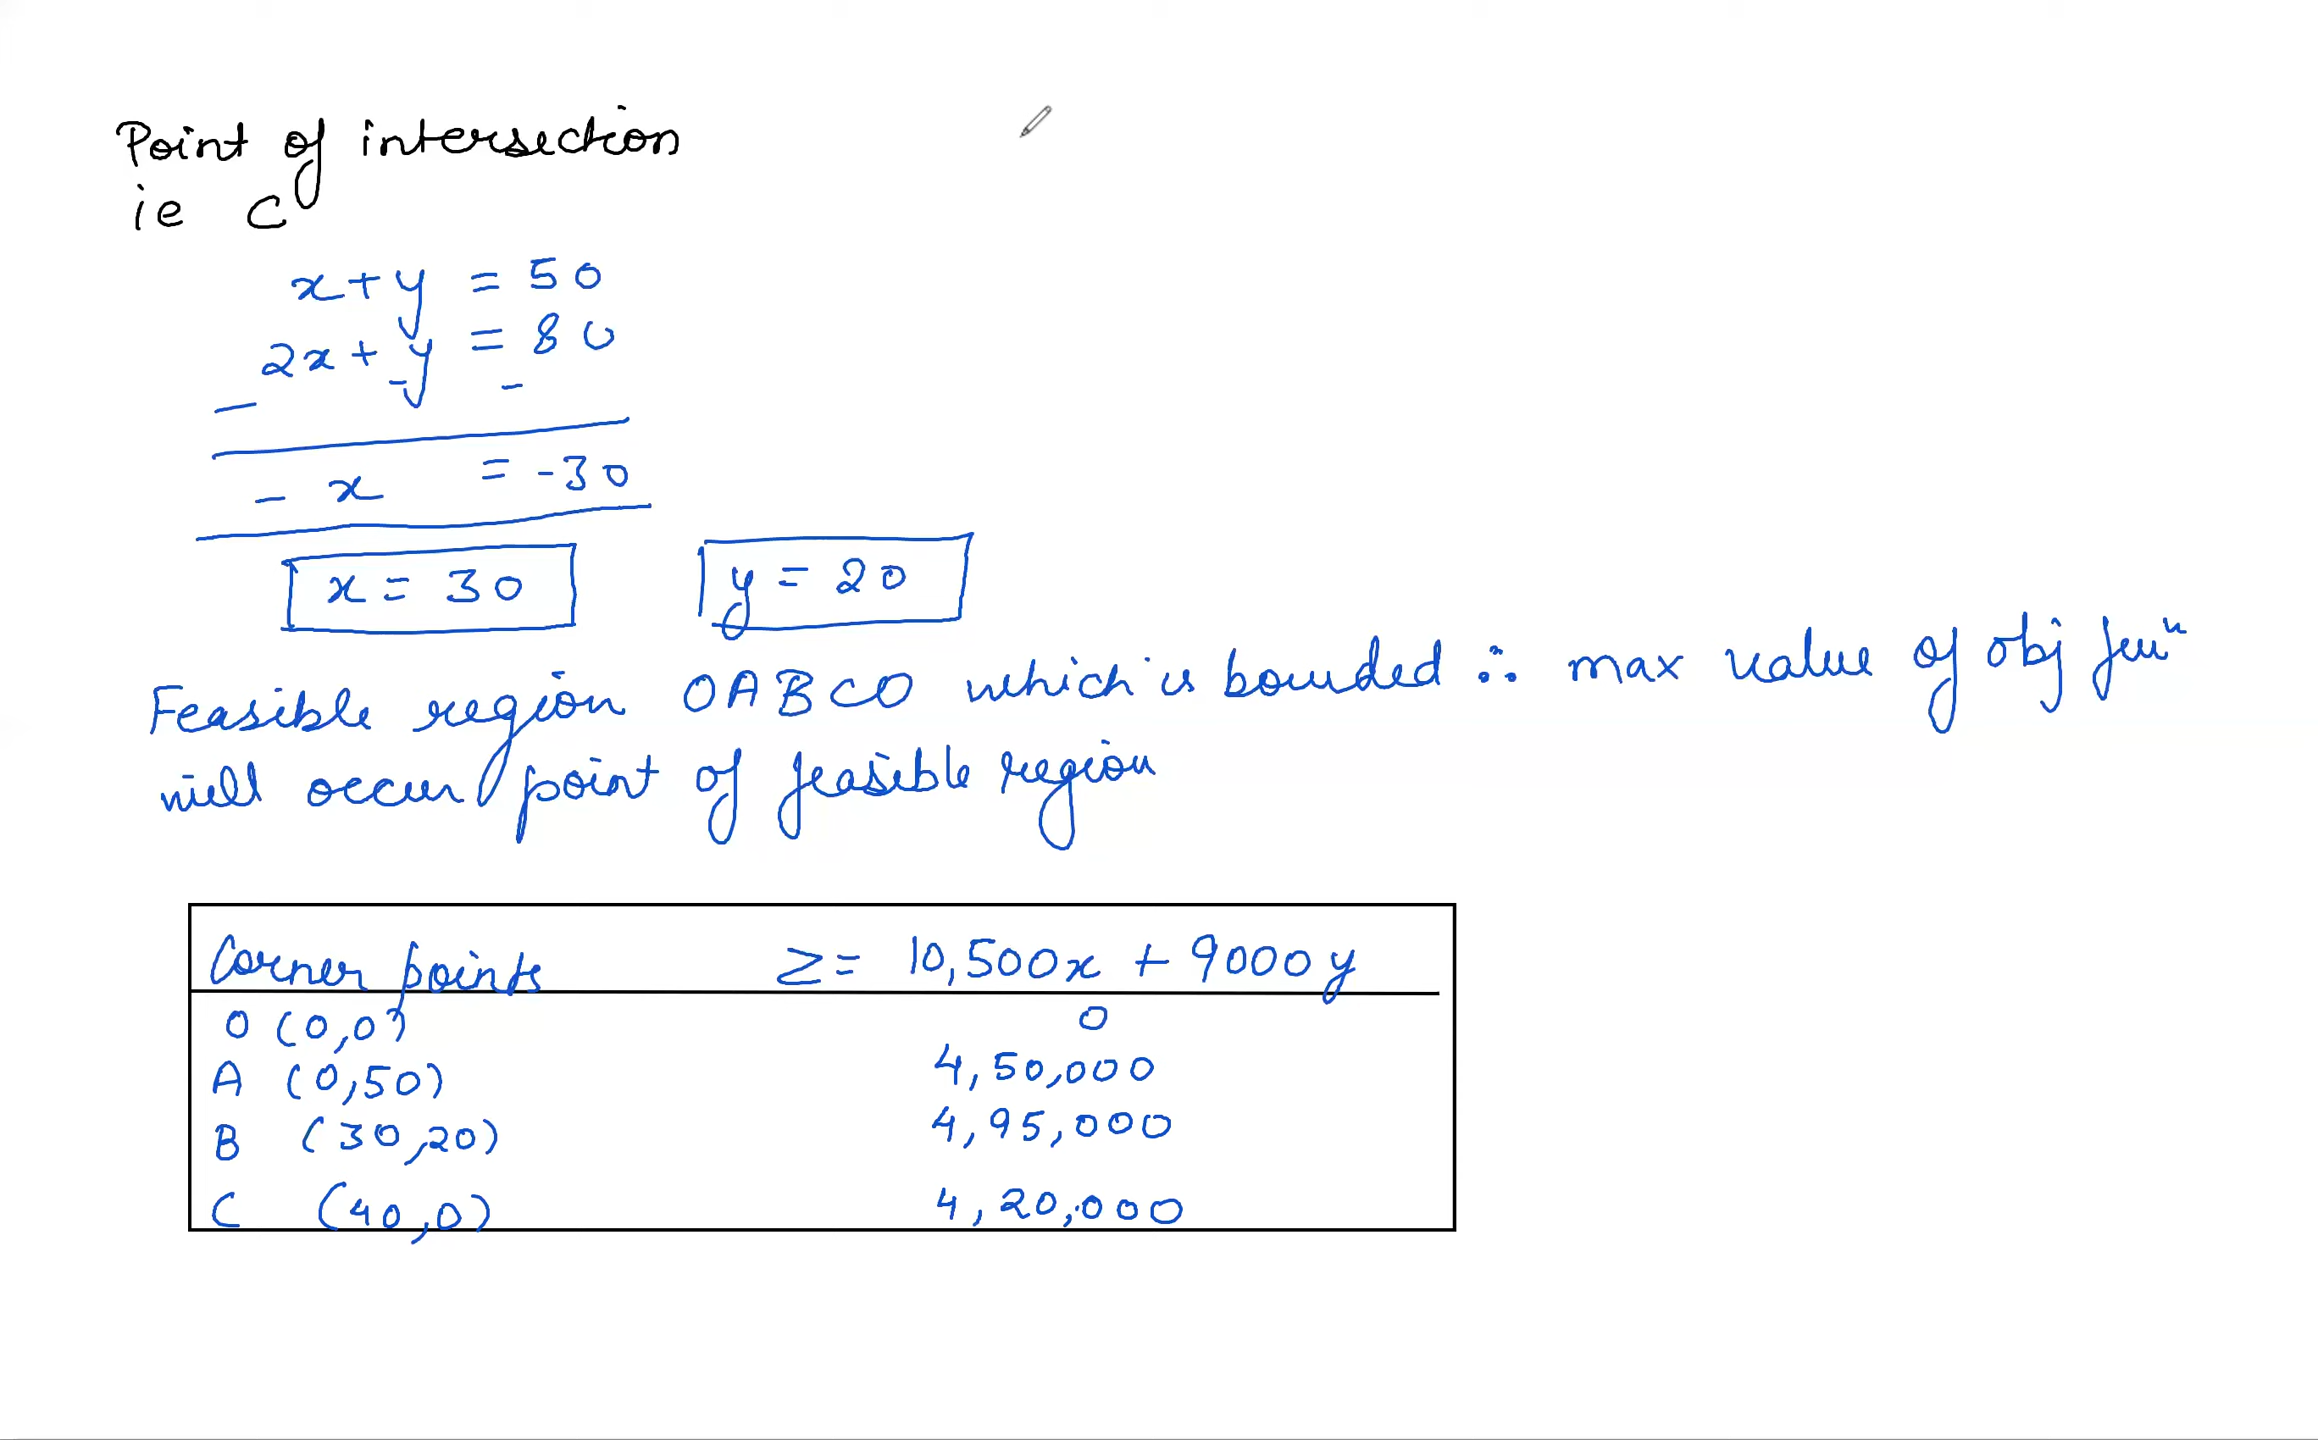 Point of intersection
ie C
x + y = 50
2x + y = 80
- - -
- x = -30
x = 30 y = 20
Feasible region OABCO which is bounded ∴ max value of obj funⁿ
will occur point of feasible region
Corner points Z = 10,500x + 9000y
O (0,0) 0
A (0,50) 4,50,000
B (30,20) 4,95,000
C (40,0) 4,20,000